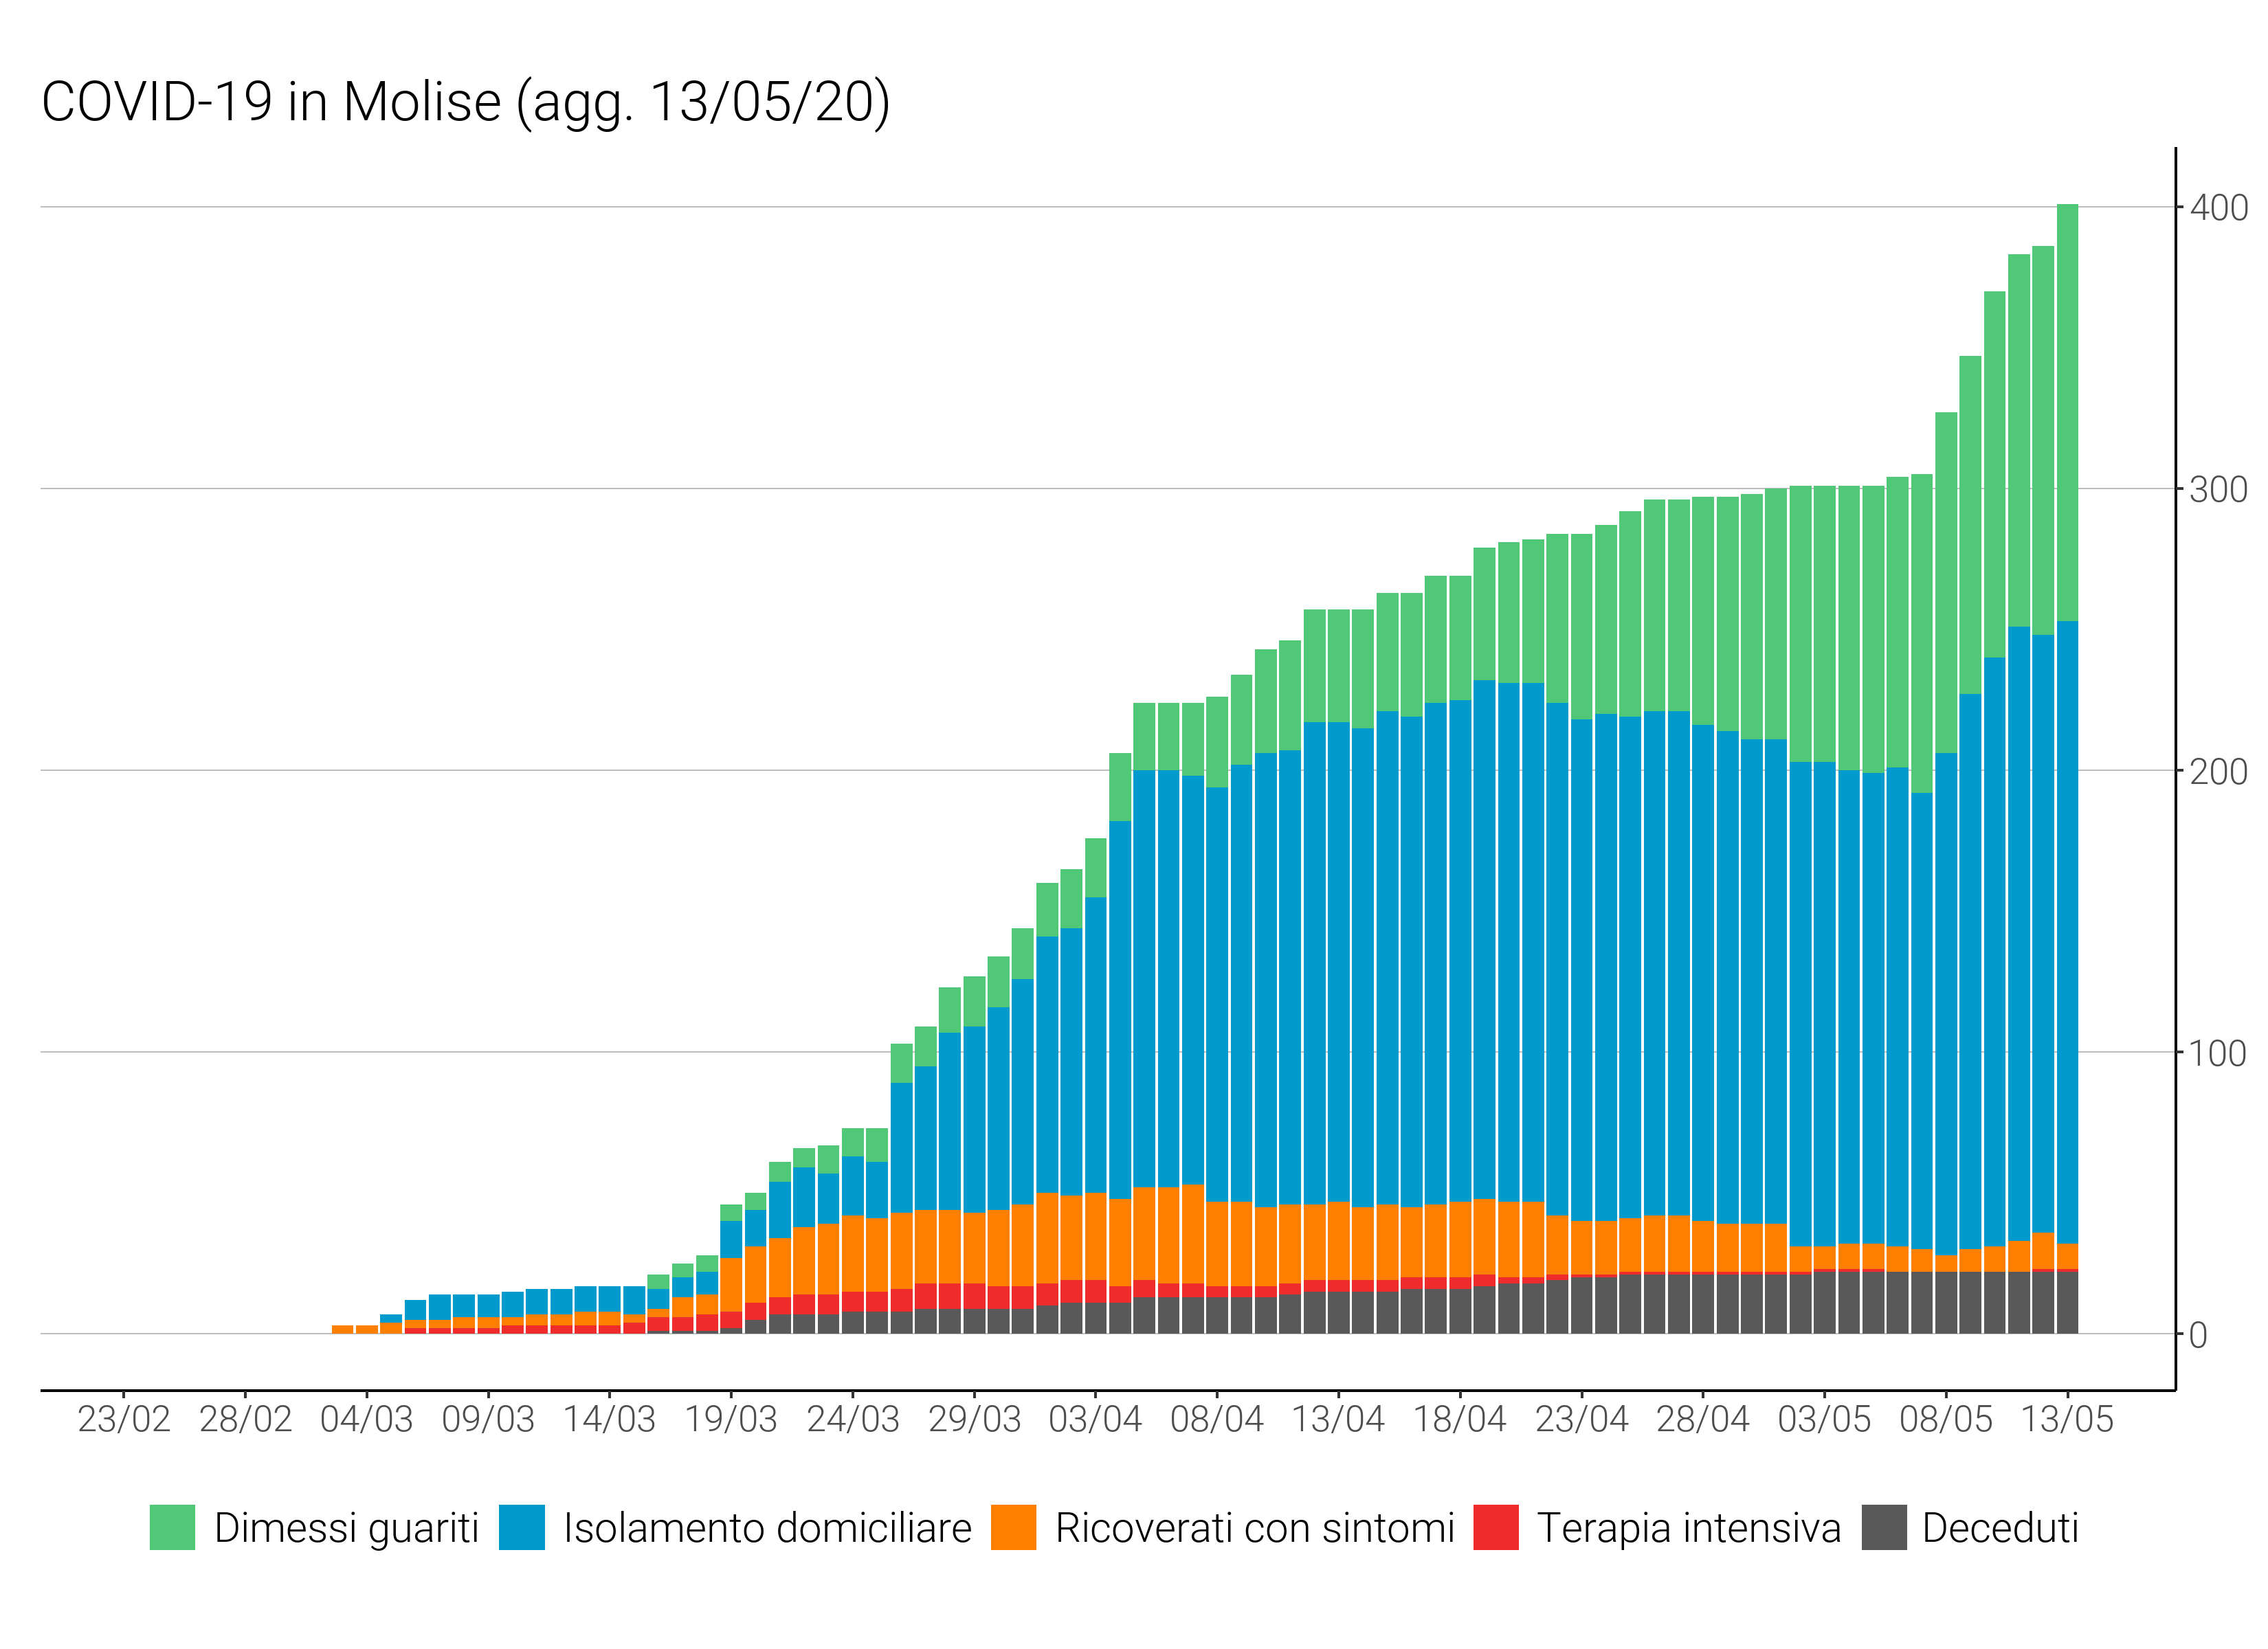 COVID-19 in Molise (agg. 13/05/20)
400
300
200
100
0
23/02 28/02 04/03 09/03 14/03 19/03 24/03 29/03 03/04 08/04 13/04 18/04 23/04 28/04 03/05 08/05 13/05
Dimessi guariti Isolamento domiciliare Ricoverati con sintomi Terapia intensiva Deceduti